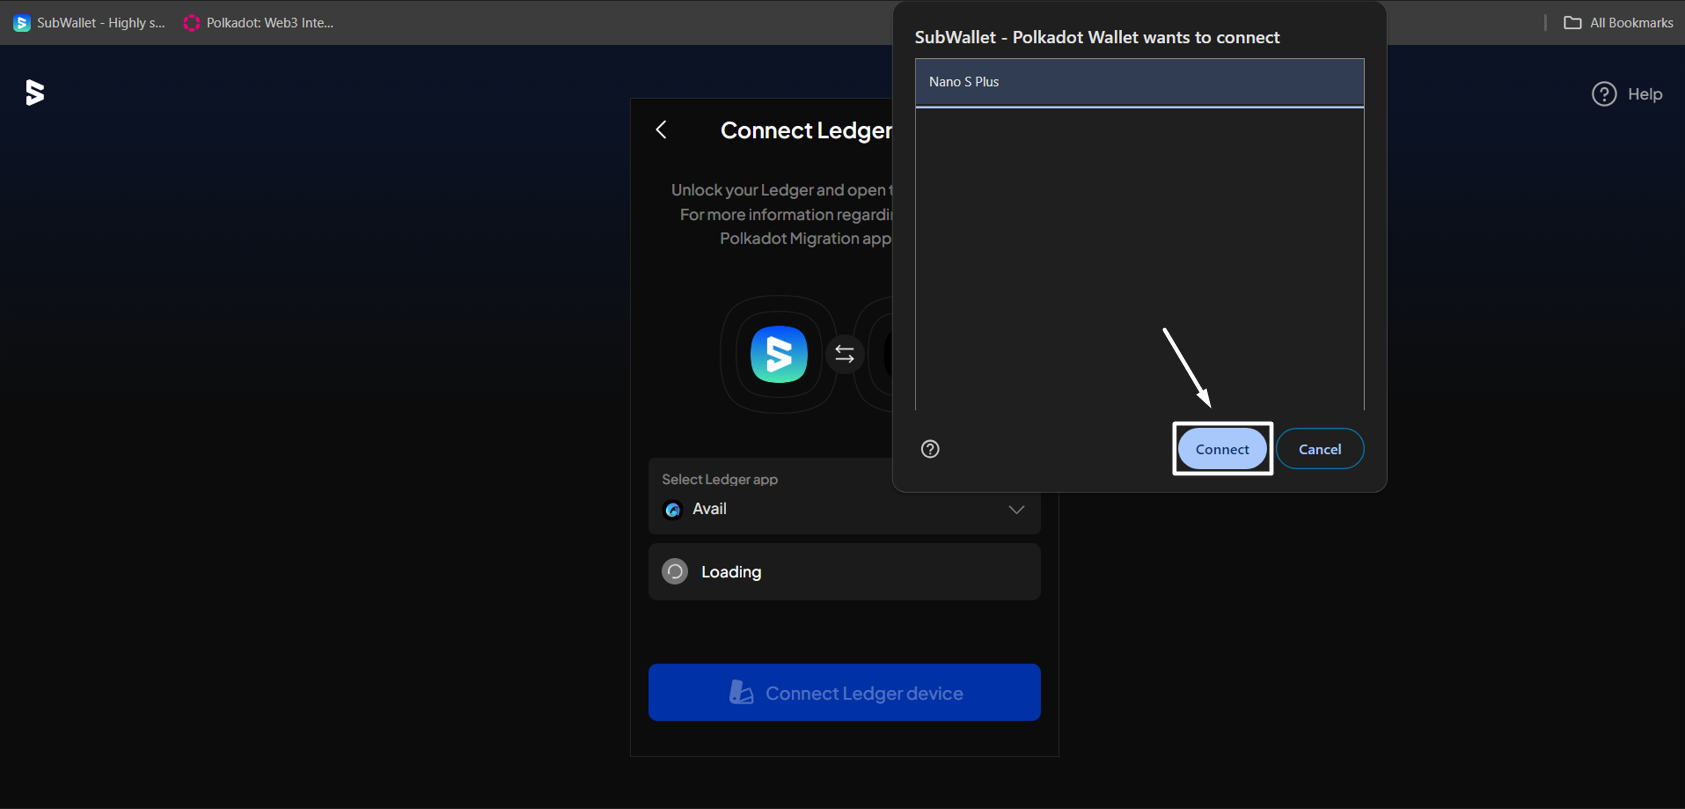 SubWallet - Highly s...
Polkadot: Web3 Inte...
All Bookmarks
SubWallet - Polkadot Wallet wants to connect
Nano S Plus
Help
Connect Ledger
Unlock your Ledger and open
For more information
Polkadot Migration app
Connect
Cancel
Select Ledger app
Avail
Loading
Connect Ledger device